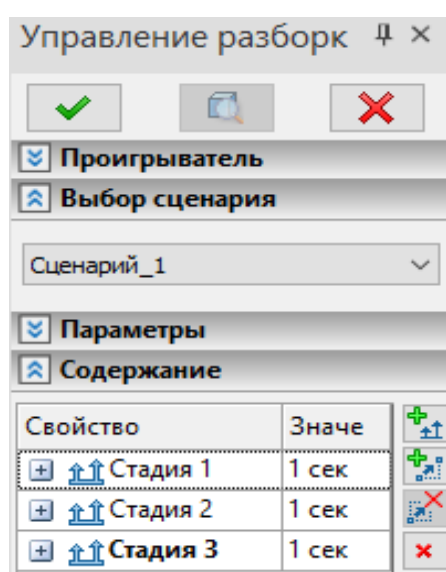 Управление разборк
Проигрыватель
Выбор сценария
Сценарий_1
Параметры
Содержание
Свойство Значе
Стадия 1 1 сек
Стадия 2 1 сек
Стадия 3 1 сек